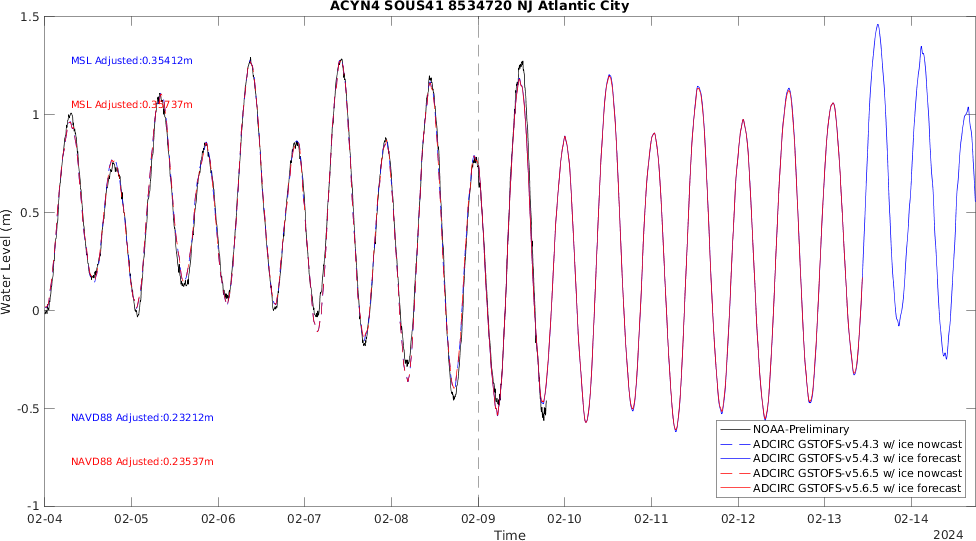 ACYN4 SOUS41 8534720 NJ Atlantic City
1.5
1
0.5
0
-0.5
-1
Water Level (m)
MSL Adjusted:0.35412m
MSL Adjusted:0.35737m
NAVD88 Adjusted:0.23212m
NAVD88 Adjusted:0.23537m
NOAA-Preliminary
ADCIRC GSTOFS-v5.4.3 w/ ice nowcast
ADCIRC GSTOFS-v5.4.3 w/ ice forecast
ADCIRC GSTOFS-v5.6.5 w/ ice nowcast
ADCIRC GSTOFS-v5.6.5 w/ ice forecast
02-04 02-05 02-06 02-07 02-08 02-09 02-10 02-11 02-12 02-13 02-14
Time
2024